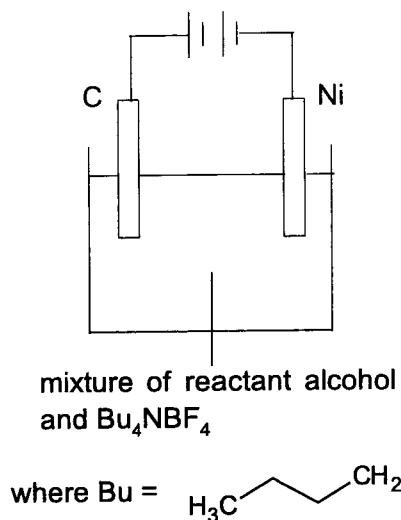 C
Ni
mixture of reactant alcohol
and Bu₄NBF₄
where Bu = H₃C CH₂